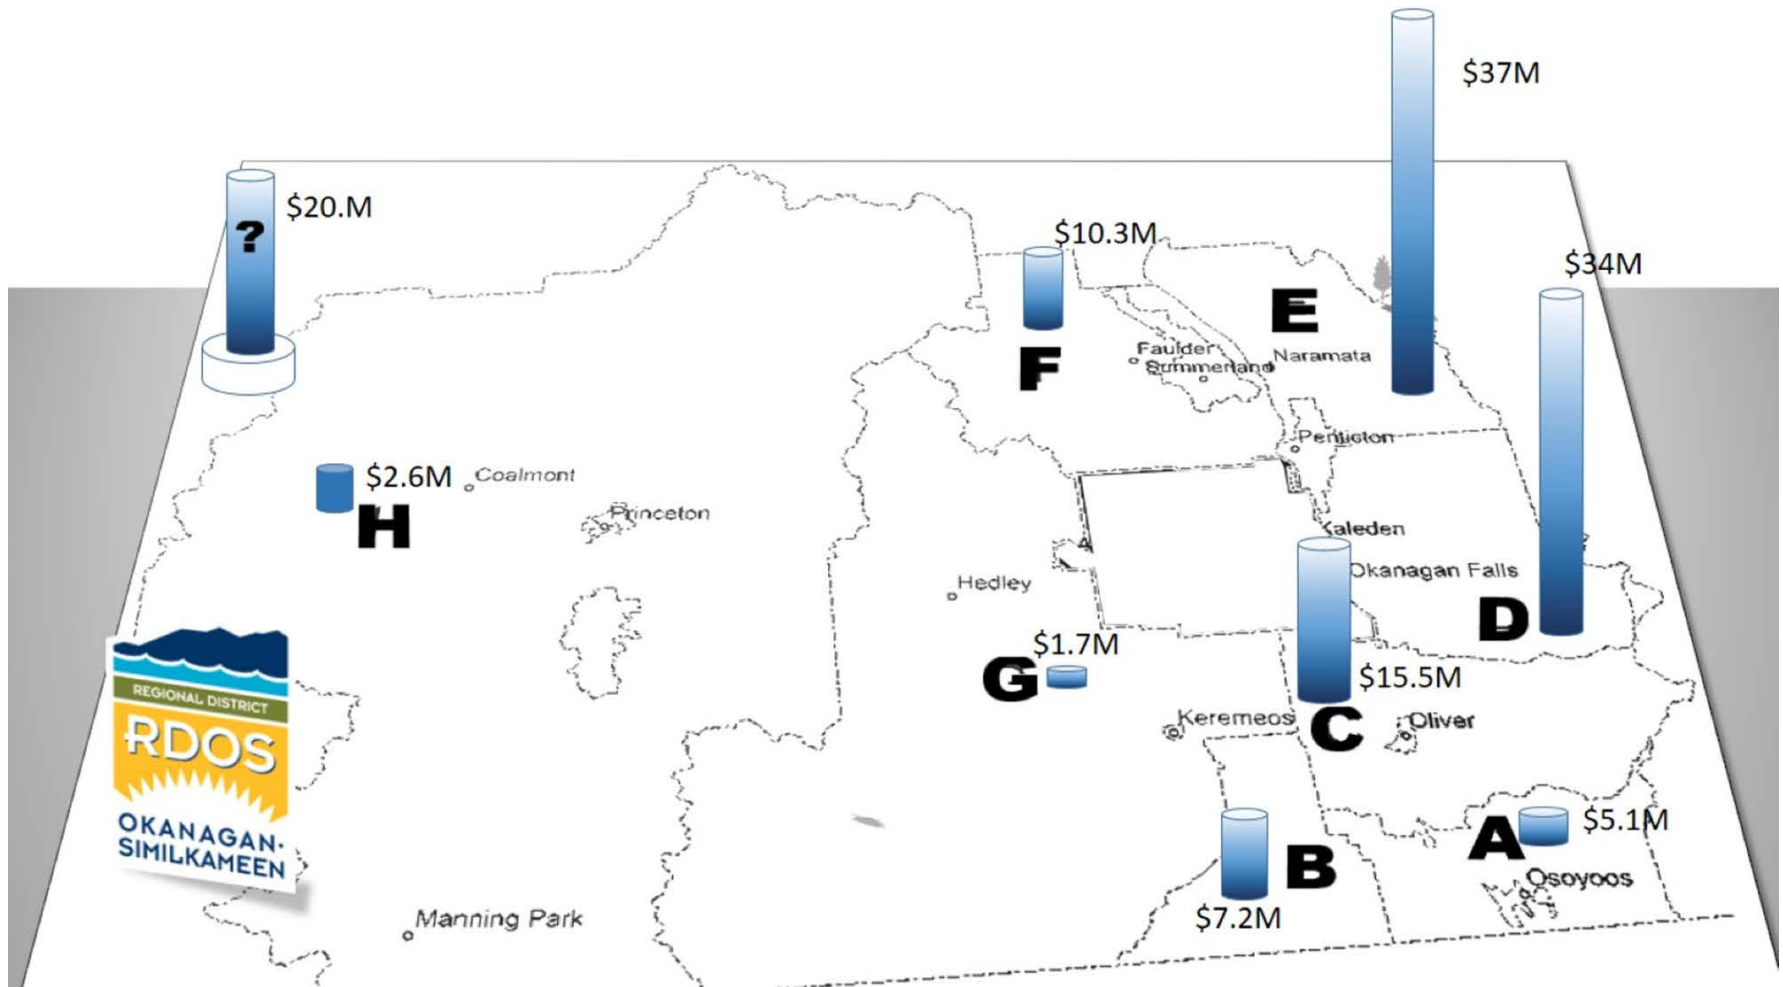 $37M
$20.M
?
$10.3M
$34M
E
Faulder
Naramata
F
Summerland
Penticton
$2.6M
Coalmont
H
Princeton
Kaleden
Okanagan Falls
Hedley
D
$1.7M
G
$15.5M
REGIONAL DISTRICT
RDOS
OKANAGAN-
SIMILKAMEEN
Keremeos
C
Oliver
$5.1M
A
B
Osoyoos
$7.2M
Manning Park